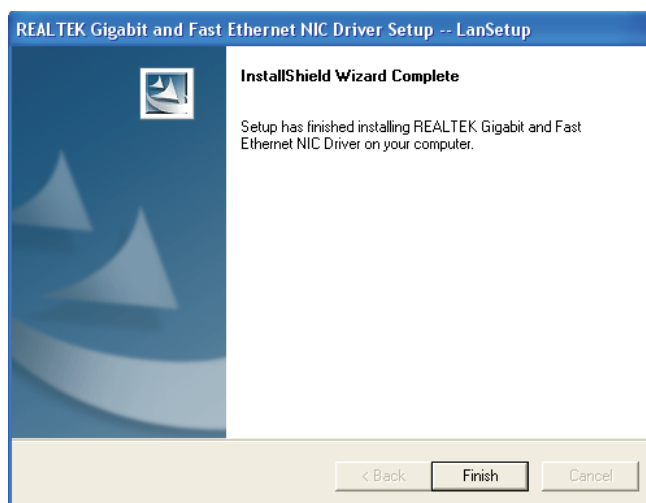 REALTEK Gigabit and Fast Ethernet NIC Driver Setup -- LanSetup
InstallShield Wizard Complete
Setup has finished installing REALTEK Gigabit and Fast
Ethernet NIC Driver on your computer.
< Back Finish Cancel